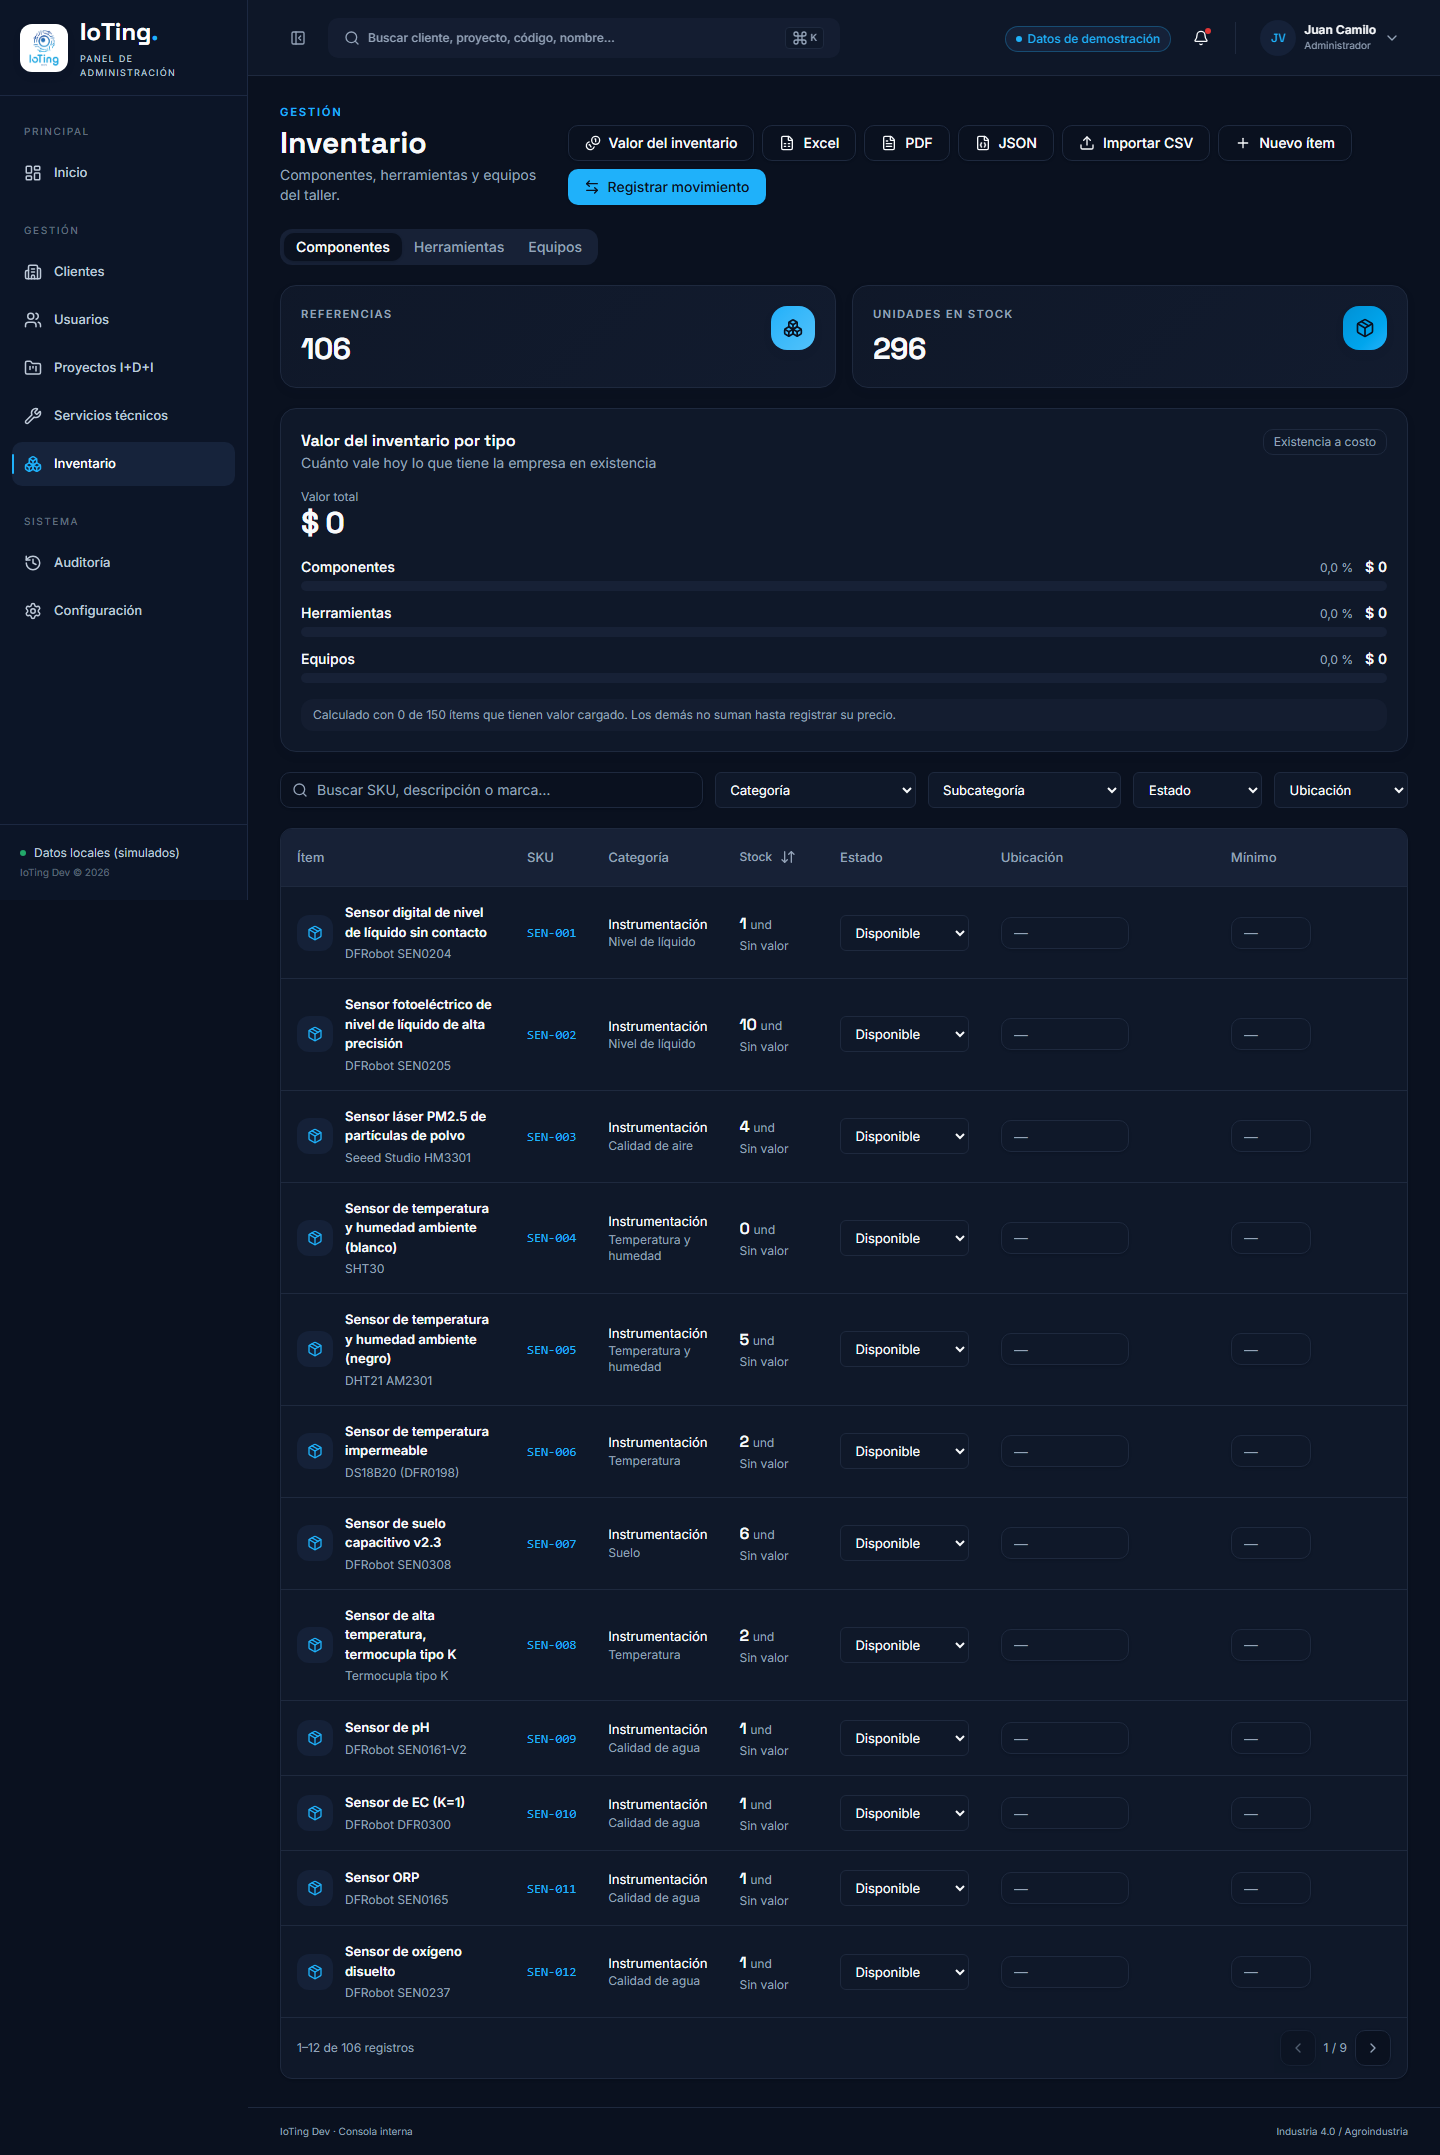 IoTing.
PANEL DE
ADMINISTRACIÓN
IoTing
PRINCIPAL
Inicio
GESTIÓN
Clientes
Usuarios
Proyectos I+D+I
Servicios técnicos
Inventario
SISTEMA
Auditoría
Configuración
Datos locales (simulados)
IoTing Dev © 2026
Buscar cliente, proyecto, código, nombre...
⌘ K
Datos de demostración
JV
Juan Camilo
Administrador
GESTIÓN
Inventario
Componentes, herramientas y equipos
del taller.
Valor del inventario
Excel
PDF
JSON
Importar CSV
Nuevo ítem
Registrar movimiento
Componentes Herramientas Equipos
REFERENCIAS
106
UNIDADES EN STOCK
296
Valor del inventario por tipo
Existencia a costo
Cuánto vale hoy lo que tiene la empresa en existencia
Valor total
$ 0
Componentes 0,0 % $ 0
Herramientas 0,0 % $ 0
Equipos 0,0 % $ 0
Calculado con 0 de 150 ítems que tienen valor cargado. Los demás no suman hasta registrar su precio.
Buscar SKU, descripción o marca...
Categoría
Subcategoría
Estado
Ubicación
Ítem SKU Categoría Stock Estado Ubicación Mínimo
Sensor digital de nivel
de líquido sin contacto
DFRobot SEN0204
SEN-001
Instrumentación
Nivel de líquido
1 und
Sin valor
Disponible
—
—
Sensor fotoeléctrico de
nivel de líquido de alta
precisión
DFRobot SEN0205
SEN-002
Instrumentación
Nivel de líquido
10 und
Sin valor
Disponible
—
—
Sensor láser PM2.5 de
partículas de polvo
Seeed Studio HM3301
SEN-003
Instrumentación
Calidad de aire
4 und
Sin valor
Disponible
—
—
Sensor de temperatura
y humedad ambiente
(blanco)
SHT30
SEN-004
Instrumentación
Temperatura y
humedad
0 und
Sin valor
Disponible
—
—
Sensor de temperatura
y humedad ambiente
(negro)
DHT21 AM2301
SEN-005
Instrumentación
Temperatura y
humedad
5 und
Sin valor
Disponible
—
—
Sensor de temperatura
impermeable
DS18B20 (DFR0198)
SEN-006
Instrumentación
Temperatura
2 und
Sin valor
Disponible
—
—
Sensor de suelo
capacitivo v2.3
DFRobot SEN0308
SEN-007
Instrumentación
Suelo
6 und
Sin valor
Disponible
—
—
Sensor de alta
temperatura,
termocupla tipo K
Termocupla tipo K
SEN-008
Instrumentación
Temperatura
2 und
Sin valor
Disponible
—
—
Sensor de pH
DFRobot SEN0161-V2
SEN-009
Instrumentación
Calidad de agua
1 und
Sin valor
Disponible
—
—
Sensor de EC (K=1)
DFRobot DFR0300
SEN-010
Instrumentación
Calidad de agua
1 und
Sin valor
Disponible
—
—
Sensor ORP
DFRobot SEN0165
SEN-011
Instrumentación
Calidad de agua
1 und
Sin valor
Disponible
—
—
Sensor de oxígeno
disuelto
DFRobot SEN0237
SEN-012
Instrumentación
Calidad de agua
1 und
Sin valor
Disponible
—
—
1–12 de 106 registros
1 / 9
IoTing Dev · Consola interna
Industria 4.0 / Agroindustria